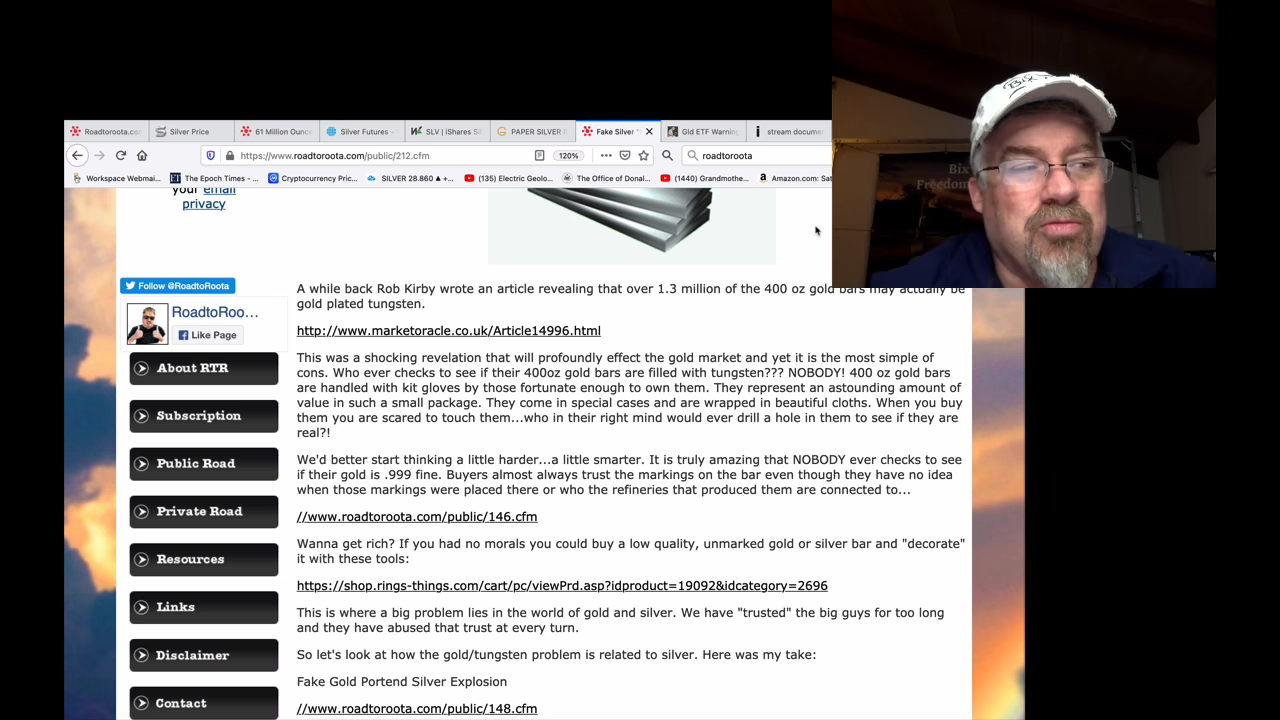 Roadtoroota.co
Silver Price
61 Million Ounc
Silver Futures -
SLV | iShares Si
PAPER SILVER I
Fake Silver "
Gld ETF Warnin
stream docume
https://www.roadtoroota.com/public/212.cfm
120%
roadtoroota
Workspace Webmai...
The Epoch Times - ...
Cryptocurrency Pric...
SILVER 28.860 ▲ +...
(135) Electric Geolo...
The Office of Donal...
(1440) Grandmothe...
Amazon.com: Sat
your email
privacy
Follow @RoadtoRoota
RoadtoRoo...
Like Page
About RTR
Subscription
Public Road
Private Road
Resources
Links
Disclaimer
Contact
A while back Rob Kirby wrote an article revealing that over 1.3 million of the 400 oz gold bars may actually be
gold plated tungsten.
http://www.marketoracle.co.uk/Article14996.html
This was a shocking revelation that will profoundly effect the gold market and yet it is the most simple of
cons. Who ever checks to see if their 400oz gold bars are filled with tungsten??? NOBODY! 400 oz gold bars
are handled with kit gloves by those fortunate enough to own them. They represent an astounding amount of
value in such a small package. They come in special cases and are wrapped in beautiful cloths. When you buy
them you are scared to touch them...who in their right mind would ever drill a hole in them to see if they are
real?!
We'd better start thinking a little harder...a little smarter. It is truly amazing that NOBODY ever checks to see
if their gold is .999 fine. Buyers almost always trust the markings on the bar even though they have no idea
when those markings were placed there or who the refineries that produced them are connected to...
//www.roadtoroota.com/public/146.cfm
Wanna get rich? If you had no morals you could buy a low quality, unmarked gold or silver bar and "decorate"
it with these tools:
https://shop.rings-things.com/cart/pc/viewPrd.asp?idproduct=19092&idcategory=2696
This is where a big problem lies in the world of gold and silver. We have "trusted" the big guys for too long
and they have abused that trust at every turn.
So let's look at how the gold/tungsten problem is related to silver. Here was my take:
Fake Gold Portend Silver Explosion
//www.roadtoroota.com/public/148.cfm
Bix
Freedom